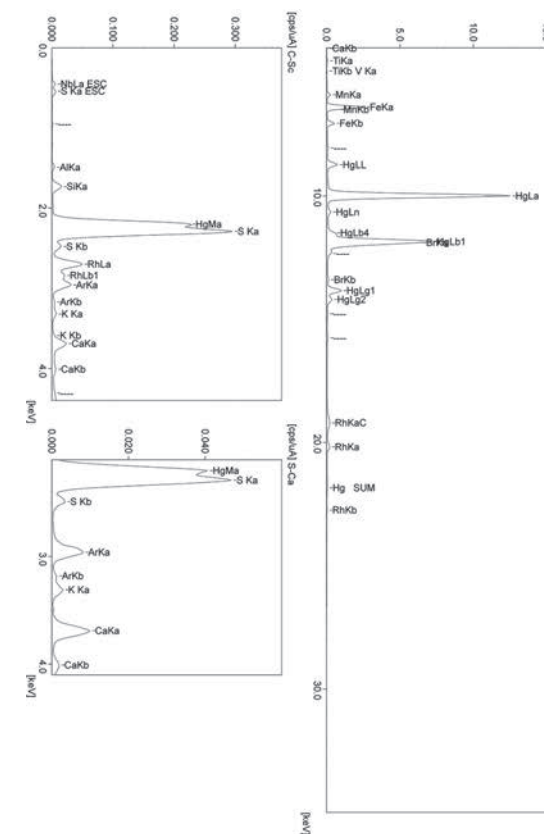 [cps/uA] C-Sc
0.000
0.100
0.200
0.300
0.0
NbLa ESC
S Ka ESC
AlKa
SiKa
2.0
HgMa
S Ka
S Kb
RhLa
RhLb1
ArKa
ArKb
K Ka
K Kb
CaKa
CaKb
4.0
[keV]
[cps/uA] S-Ca
0.000
0.020
0.040
HgMa
S Ka
S Kb
3.0
ArKa
ArKb
K Ka
CaKa
CaKb
4.0
[keV]
0.0
5.0
10.
CaKb
TiKa
TiKb V Ka
MnKa
FeKa
MnKb
FeKb
HgLL
10.0
HgLa
HgLn
HgLb4
HgLb1
BrKb
HgLg1
HgLg2
RhKaC
20.0
RhKa
Hg SUM
RhKb
30.0
[keV]